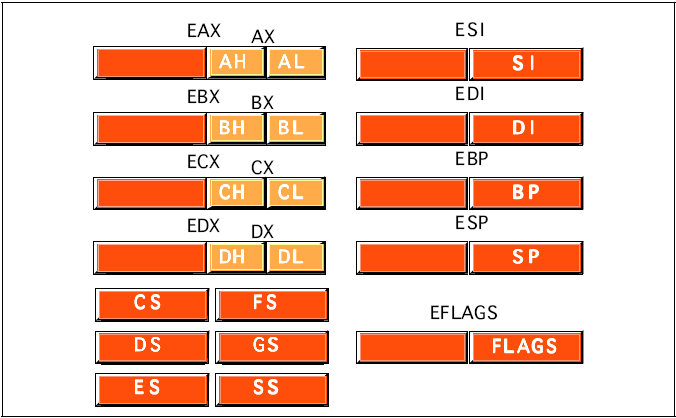 EAX AX ESI
AH AL SI
EBX BX EDI
BH BL DI
ECX CX EBP
CH CL BP
EDX DX ESP
DH DL SP
CS FS EFLAGS
DS GS FLAGS
ES SS